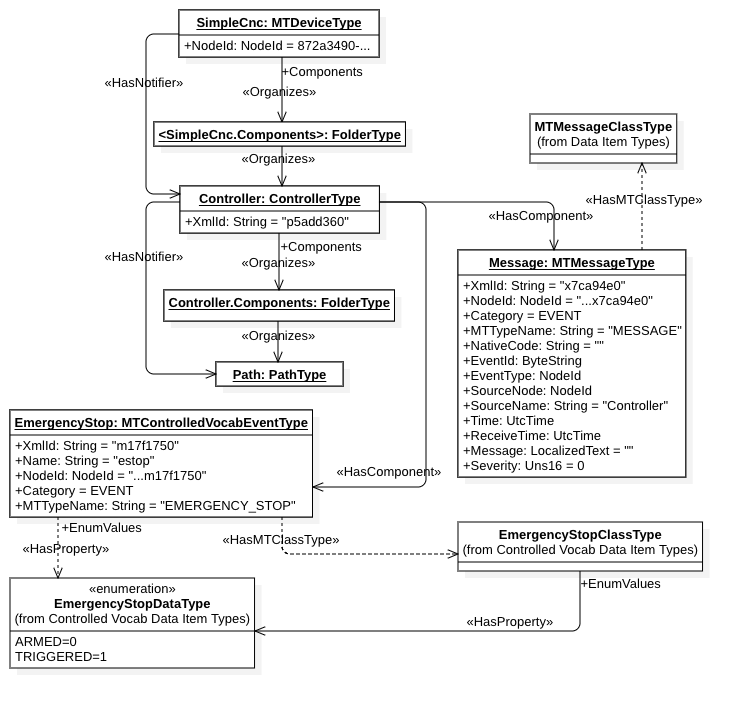 SimpleCnc: MTDeviceType
+NodeId: NodeId = 872a3490-...
+Components
«HasNotifier»
«Organizes»
<SimpleCnc.Components>: FolderType
«Organizes»
MTMessageClassType
(from Data Item Types)
Controller: ControllerType
+XmlId: String = "p5add360"
«HasMTClassType»
«HasComponent»
+Components
«HasNotifier»
«Organizes»
Message: MTMessageType
+XmlId: String = "x7ca94e0"
+NodeId: NodeId = "...x7ca94e0"
+Category = EVENT
+MTTypeName: String = "MESSAGE"
+NativeCode: String = ""
+EventId: ByteString
+EventType: NodeId
+SourceNode: NodeId
+SourceName: String = "Controller"
+Time: UtcTime
+ReceiveTime: UtcTime
+Message: LocalizedText = ""
+Severity: Uns16 = 0
Controller.Components: FolderType
«Organizes»
Path: PathType
EmergencyStop: MTControlledVocabEventType
+XmlId: String = "m17f1750"
+Name: String = "estop"
+NodeId: NodeId = "...m17f1750"
+Category = EVENT
+MTTypeName: String = "EMERGENCY_STOP"
«HasComponent»
+EnumValues
«HasProperty»
«HasMTClassType»
EmergencyStopClassType
(from Controlled Vocab Data Item Types)
+EnumValues
«HasProperty»
«enumeration»
EmergencyStopDataType
(from Controlled Vocab Data Item Types)
ARMED=0
TRIGGERED=1